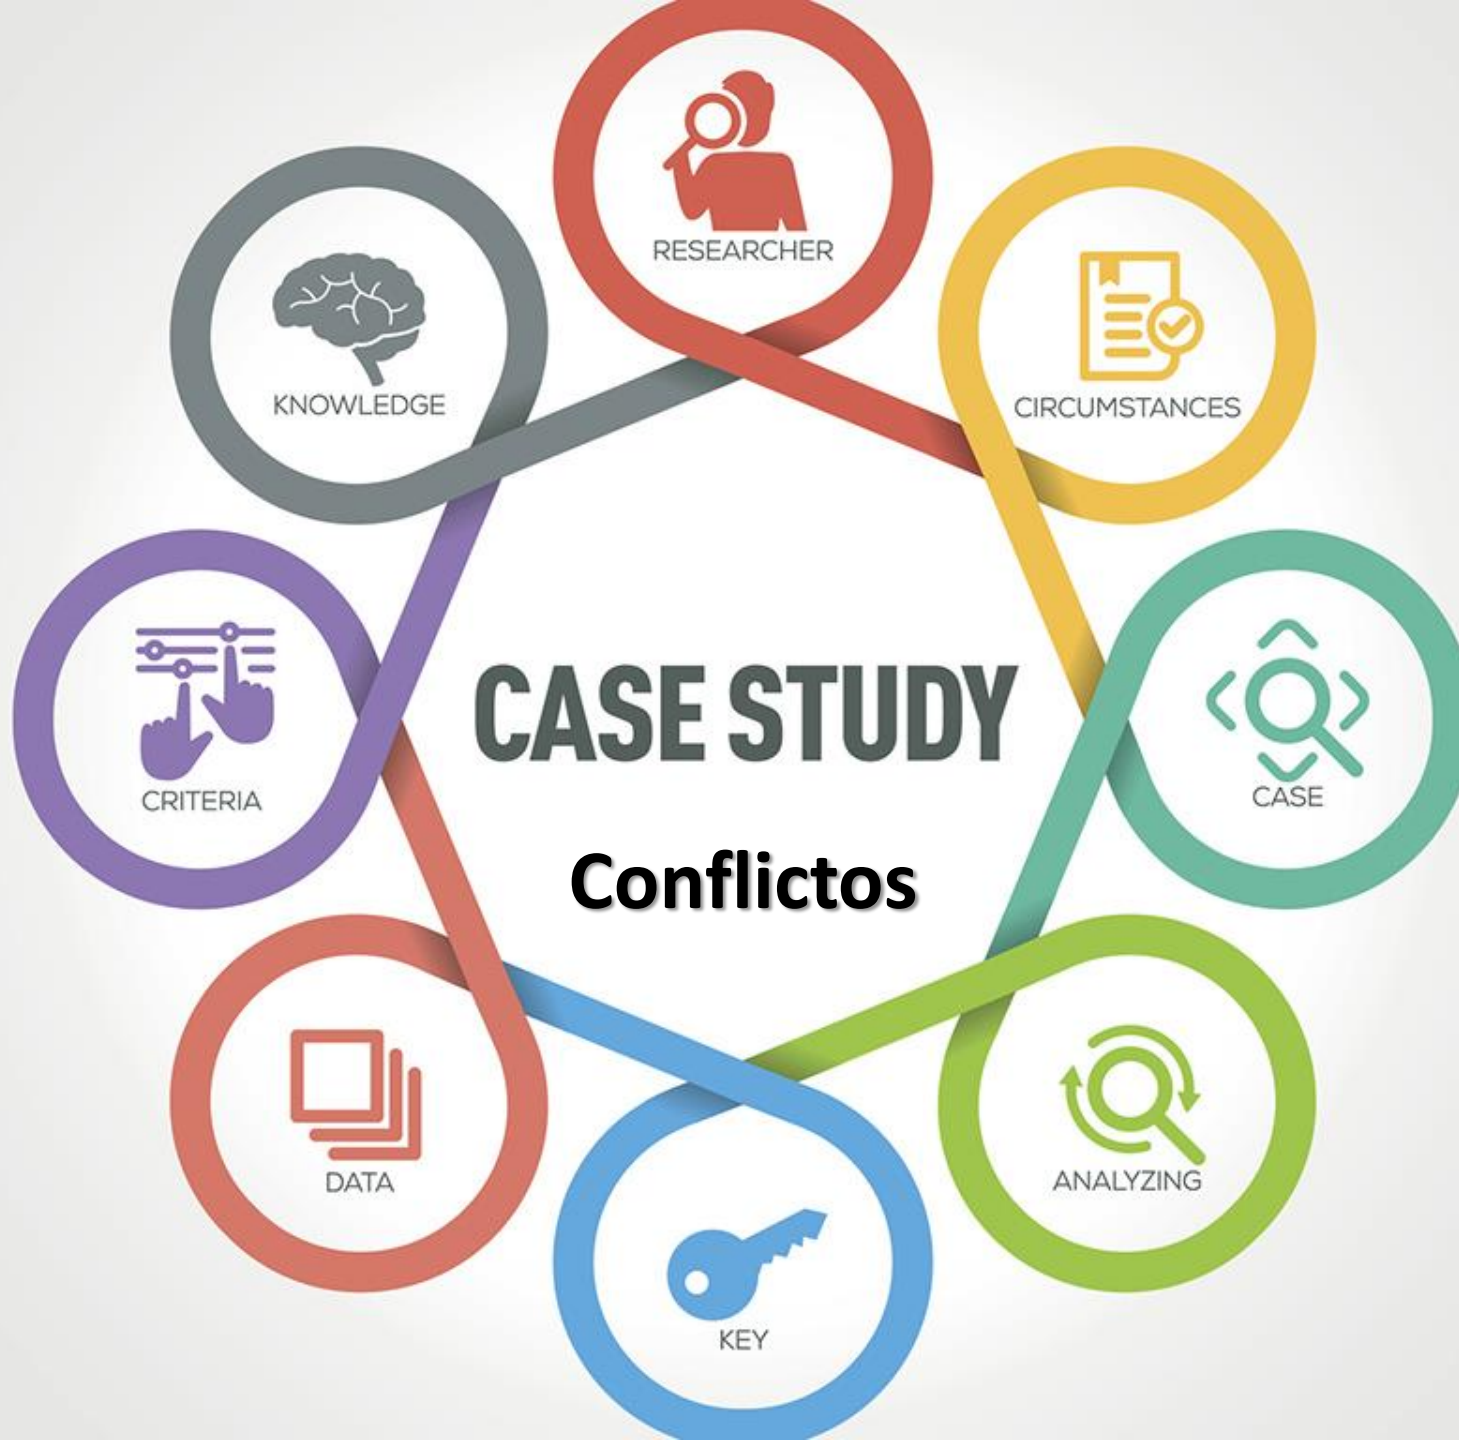 RESEARCHER
KNOWLEDGE
CIRCUMSTANCES
CASE STUDY
CRITERIA
CASE
Conflictos
DATA
ANALYZING
KEY